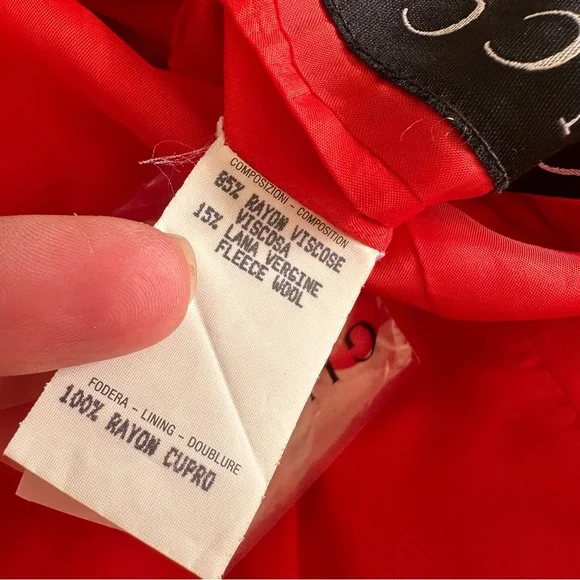 COMPOSIZIONI - COMPOSITION
85% RAYON VISCOSE
VISCOSA
15% LANA VERGINE
FLEECE WOOL
FODERA - LINING - DOUBLURE
100% RAYON CUPRO